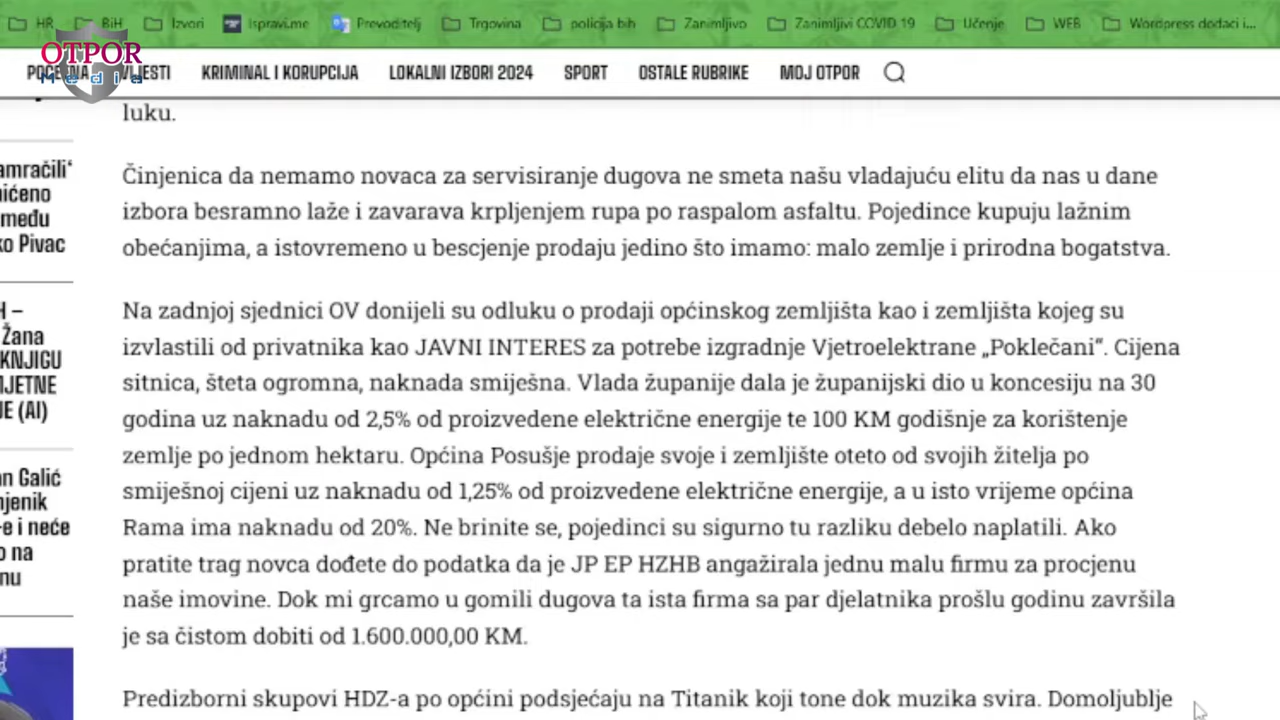 HR
BiH
Izvori
Ispravi.me
Prevoditelj
Trgovina
policija bih
Zanimljivo
Zanimljivi COVID 19
Učenje
WEB
Wordpress dodaci i...
OTPOR
Media
POČETNA
VIJESTI
KRIMINAL I KORUPCIJA
LOKALNI IZBORI 2024
SPORT
OSTALE RUBRIKE
MOJ OTPOR
amračili‘
ićeno
među
ko Pivac
H –
Žana
KNJIGU
MJETNE
JE (AI)
an Galić
njenik
-e i neće
o na
nu
luku.
Činjenica da nemamo novaca za servisiranje dugova ne smeta našu vladajuću elitu da nas u dane
izbora besramno laže i zavarava krpljenjem rupa po raspalom asfaltu. Pojedince kupuju lažnim
obećanjima, a istovremeno u bescjenje prodaju jedino što imamo: malo zemlje i prirodna bogatstva.
Na zadnjoj sjednici OV donijeli su odluku o prodaji općinskog zemljišta kao i zemljišta kojeg su
izvlastili od privatnika kao JAVNI INTERES za potrebe izgradnje Vjetroelektrane „Poklečani“. Cijena
sitnica, šteta ogromna, naknada smiješna. Vlada županije dala je županijski dio u koncesiju na 30
godina uz naknadu od 2,5% od proizvedene električne energije te 100 KM godišnje za korištenje
zemlje po jednom hektaru. Općina Posušje prodaje svoje i zemljište oteto od svojih žitelja po
smiješnoj cijeni uz naknadu od 1,25% od proizvedene električne energije, a u isto vrijeme općina
Rama ima naknadu od 20%. Ne brinite se, pojedinci su sigurno tu razliku debelo naplatili. Ako
pratite trag novca dođete do podatka da je JP EP HZHB angažirala jednu malu firmu za procjenu
naše imovine. Dok mi grcamo u gomili dugova ta ista firma sa par djelatnika prošlu godinu završila
je sa čistom dobiti od 1.600.000,00 KM.
Predizborni skupovi HDZ-a po općini podsjećaju na Titanik koji tone dok muzika svira. Domoljublje